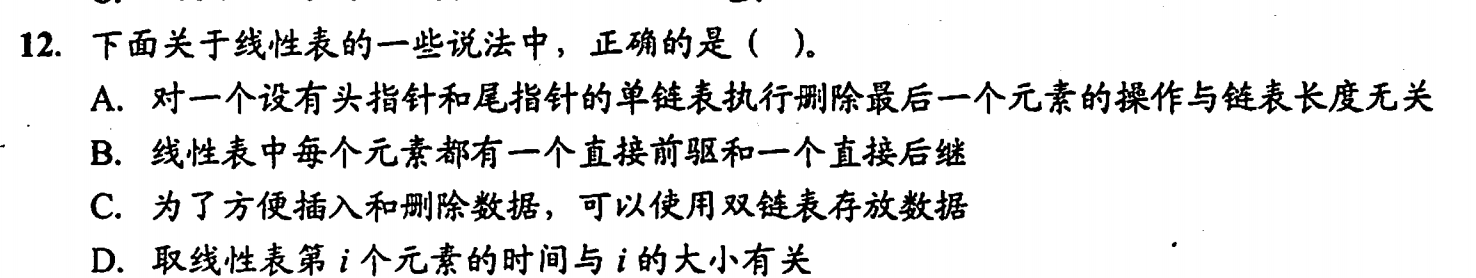 12. 下面关于线性表的一些说法中，正确的是（ ）。
A. 对一个设有头指针和尾指针的单链表执行删除最后一个元素的操作与链表长度无关
B. 线性表中每个元素都有一个直接前驱和一个直接后继
C. 为了方便插入和删除数据，可以使用双链表存放数据
D. 取线性表第 i 个元素的时间与 i 的大小有关